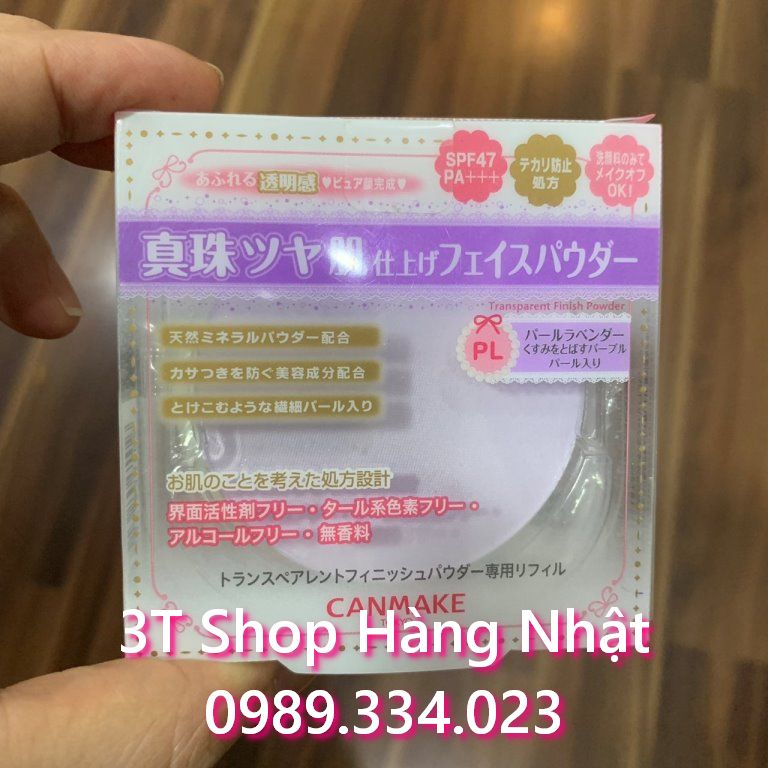 SPF47
PA+++
テカリ防止
処方
洗顔料のみで
メイクオフ
OK!
あふれる 透明感 ♥ピュア顔完成♥
真珠ツヤ肌 仕上げフェイスパウダー
Transparent Finish Powder
PL
パールラベンダー
くすみをとばすパープル
パール入り
天然ミネラルパウダー配合
カサつきを防ぐ美容成分配合
とけこむような繊細パール入り
お肌のことを考えた処方設計
界面活性剤フリー・タール系色素フリー・
アルコールフリー・無香料
トランスペアレントフィニッシュパウダー専用リフィル
CANMAKE
3T Shop Hàng Nhật
0989.334.023